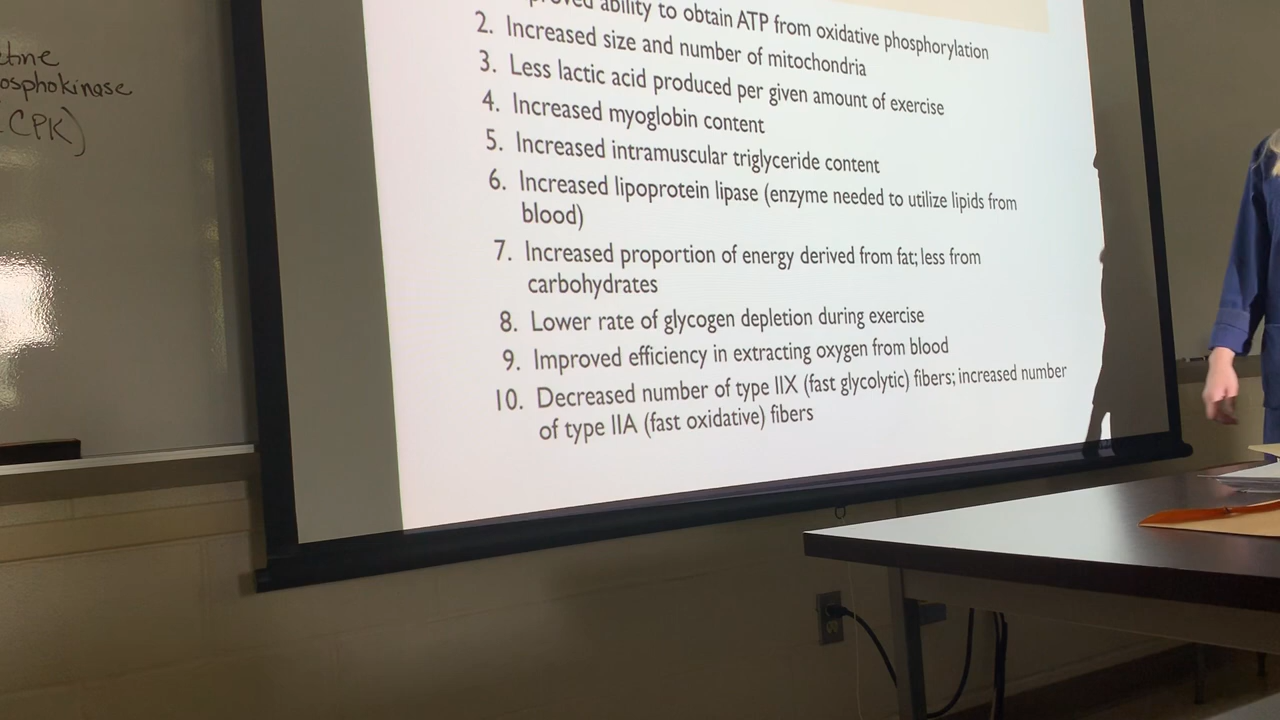 (CPK)
ability to obtain ATP from oxidative phosphorylation
2. Increased size and number of mitochondria
3. Less lactic acid produced per given amount of exercise
4. Increased myoglobin content
5. Increased intramuscular triglyceride content
6. Increased lipoprotein lipase (enzyme needed to utilize lipids from
blood)
7. Increased proportion of energy derived from fat; less from
carbohydrates
8. Lower rate of glycogen depletion during exercise
9. Improved efficiency in extracting oxygen from blood
10. Decreased number of type IIX (fast glycolytic) fibers; increased number
of type IIA (fast oxidative) fibers